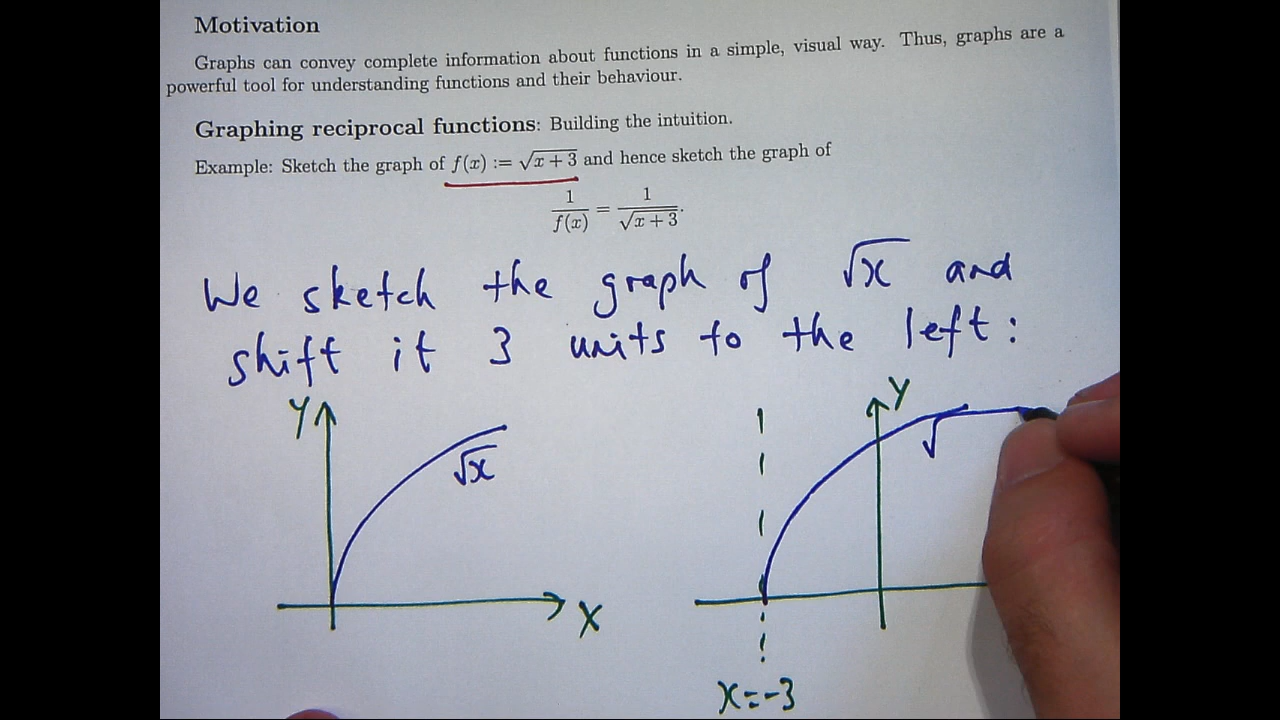 Motivation
Graphs can convey complete information about functions in a simple, visual way. Thus, graphs are a
powerful tool for understanding functions and their behaviour.
Graphing reciprocal functions: Building the intuition.
Example: Sketch the graph of f(x) := √(x + 3) and hence sketch the graph of
1/f(x) = 1/√(x + 3).
We sketch the graph of √x and
shift it 3 units to the left:
Y
√x
X
Y
√
x=-3